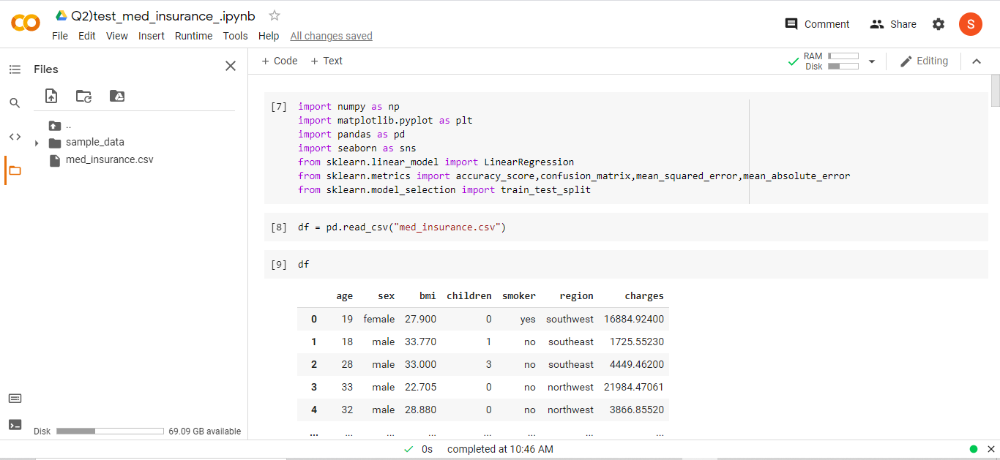 Q2)test_med_insurance_.ipynb
File Edit View Insert Runtime Tools Help All changes saved
Comment Share S
Files
+ Code + Text
RAM
Disk
Editing
..
sample_data
med_insurance.csv
Disk 69.09 GB available
[7] import numpy as np
import matplotlib.pyplot as plt
import pandas as pd
import seaborn as sns
from sklearn.linear_model import LinearRegression
from sklearn.metrics import accuracy_score,confusion_matrix,mean_squared_error,mean_absolute_error
from sklearn.model_selection import train_test_split
[8] df = pd.read_csv("med_insurance.csv")
[9] df
age sex bmi children smoker region charges
0 19 female 27.900 0 yes southwest 16884.92400
1 18 male 33.770 1 no southeast 1725.55230
2 28 male 33.000 3 no southeast 4449.46200
3 33 male 22.705 0 no northwest 21984.47061
4 32 male 28.880 0 no northwest 3866.85520
... ... ... ... ... ... ... ...
0s completed at 10:46 AM